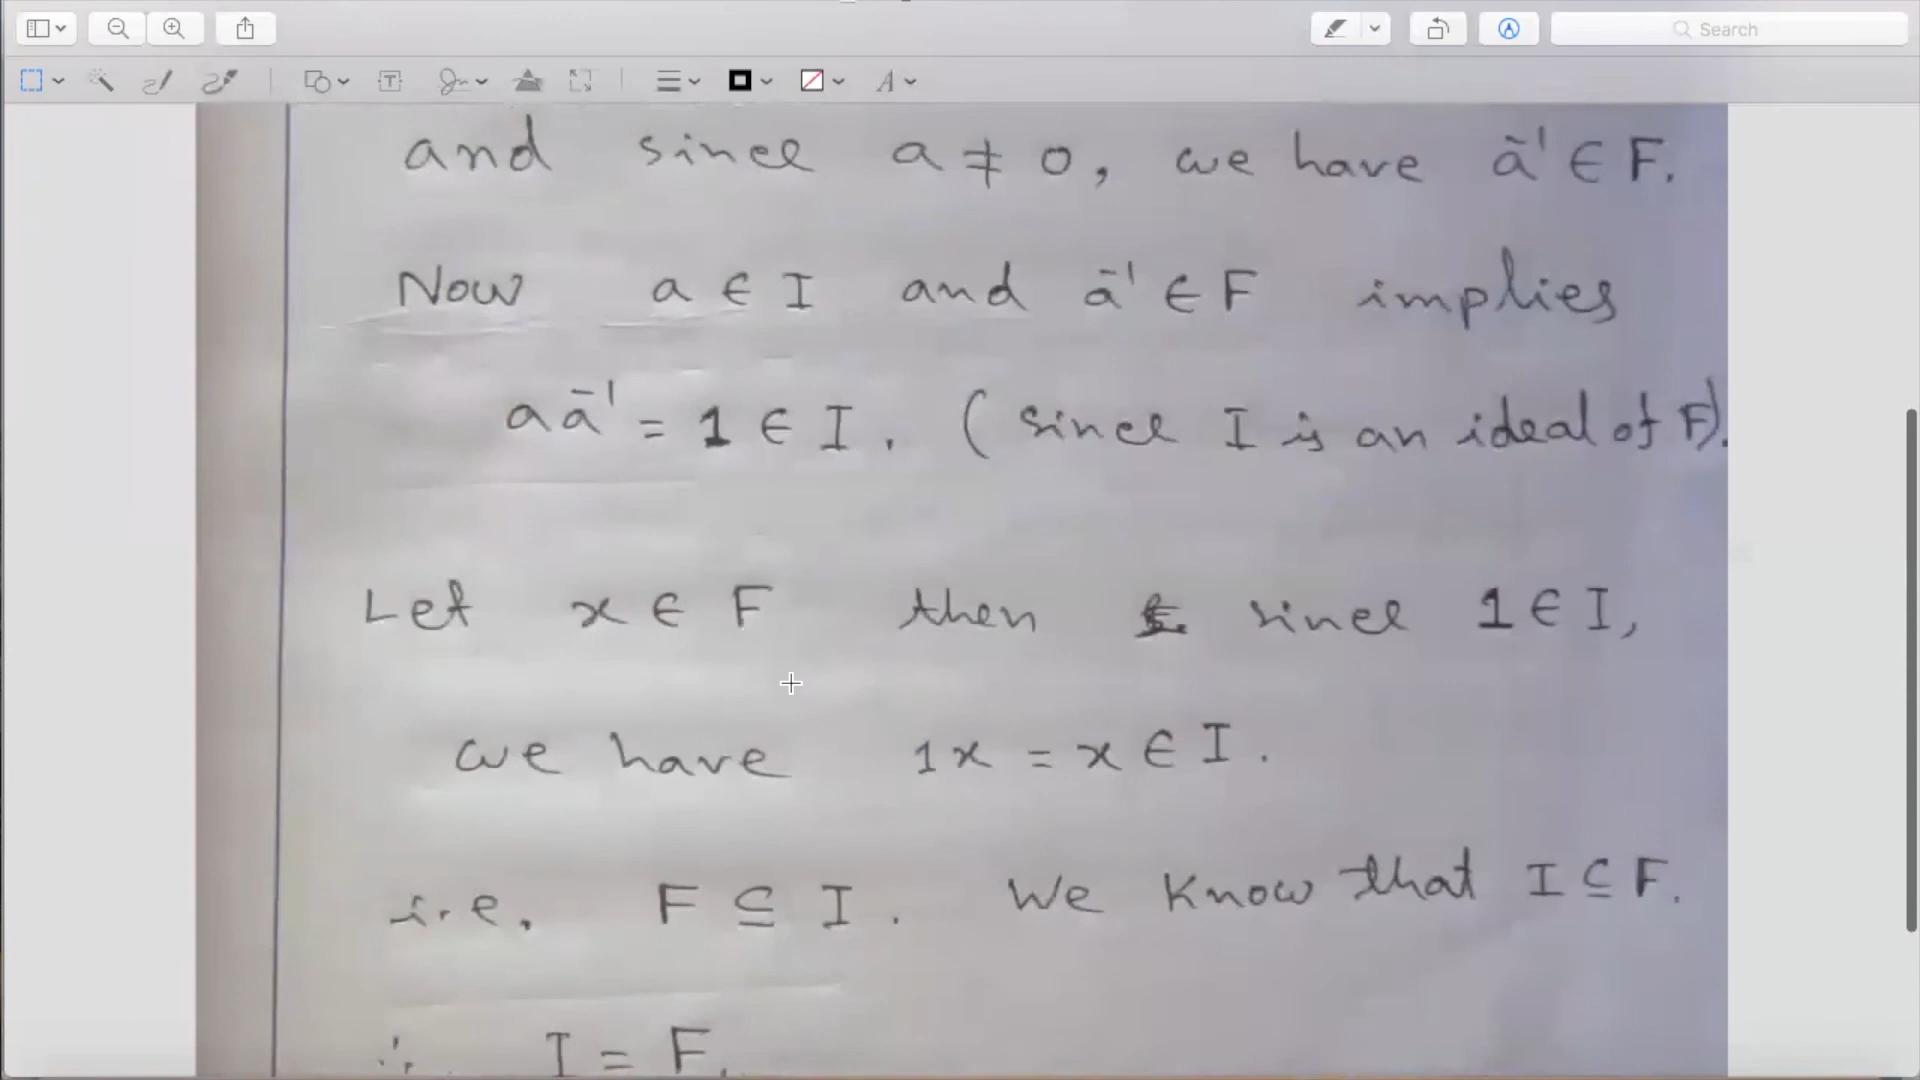 Search
and since a ≠ 0, we have a⁻¹ ∈ F.
Now a ∈ I and a⁻¹ ∈ F implies
aa⁻¹ = 1 ∈ I. (since I is an ideal of F).
Let x ∈ F then since 1 ∈ I,
we have 1x = x ∈ I.
i.e. F ⊆ I. We know that I ⊆ F.
∴ I = F.